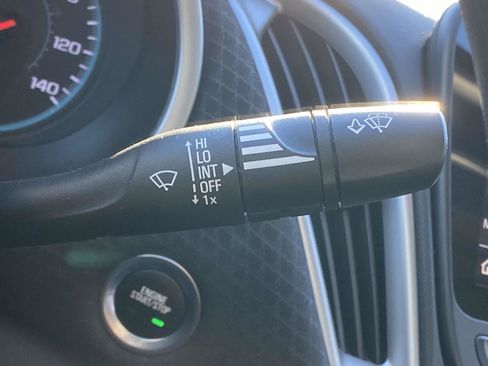 120
140
HI
LO
INT
OFF
1x
ENGINE
START/STOP